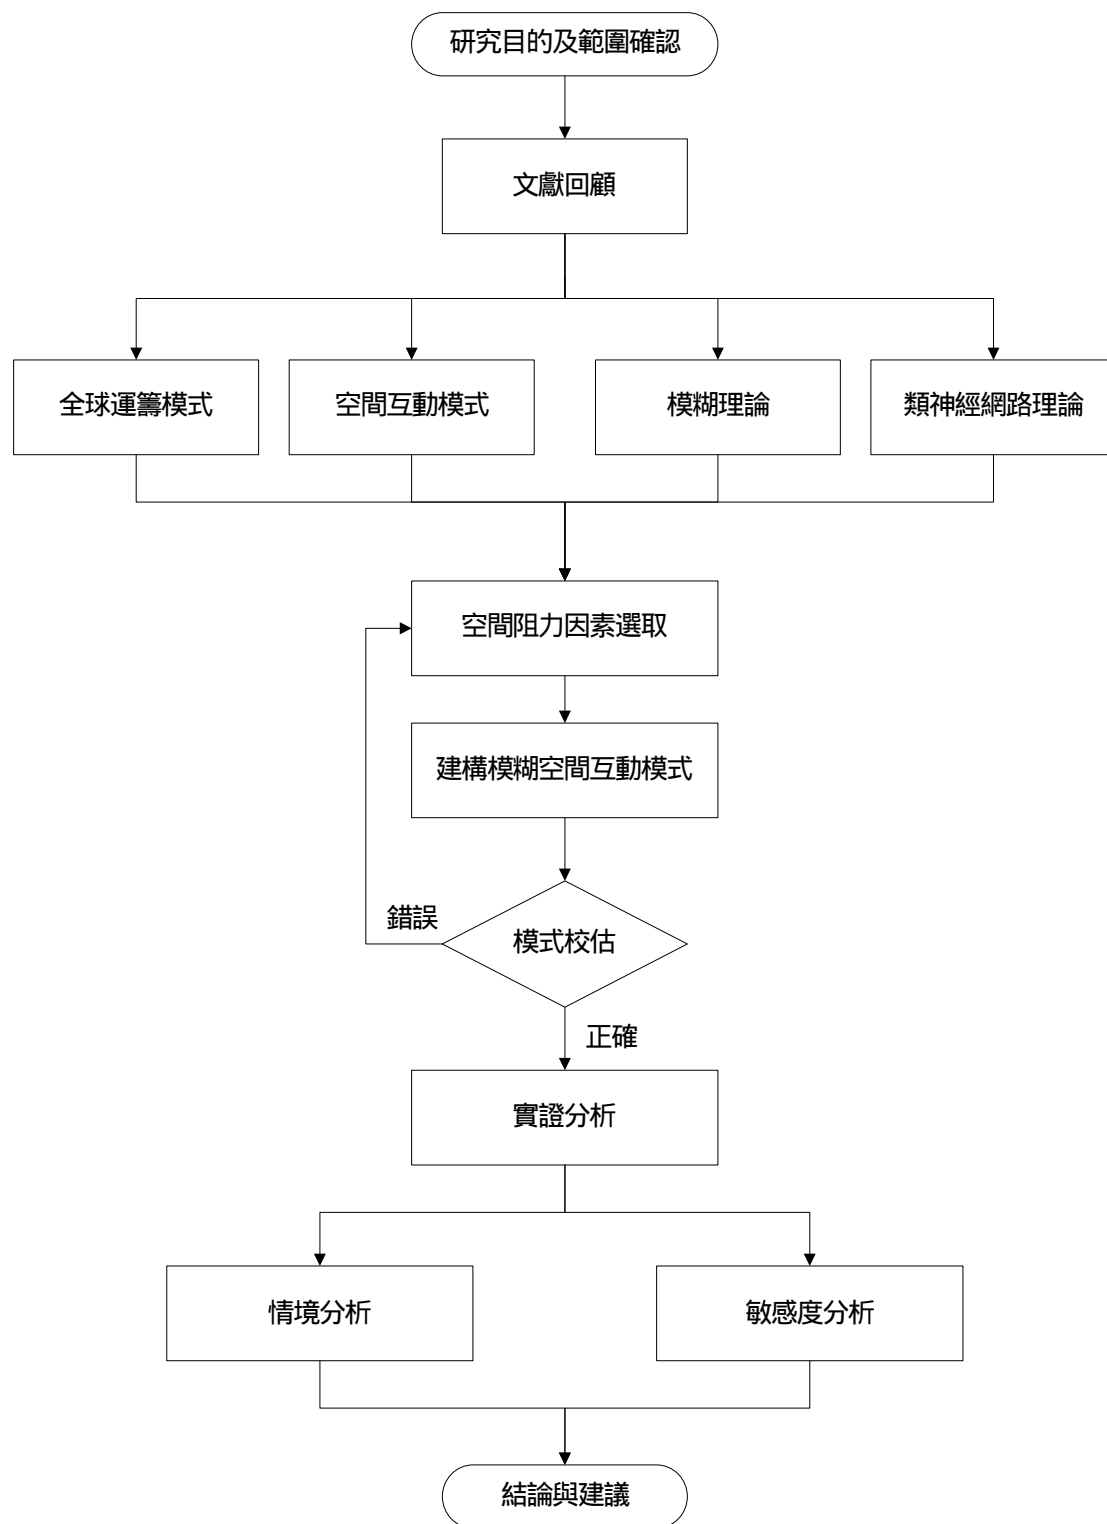 研究目的及範圍確認
文獻回顧
全球運籌模式
空間互動模式
模糊理論
類神經網路理論
空間阻力因素選取
建構模糊空間互動模式
錯誤
模式校估
正確
實證分析
情境分析
敏感度分析
結論與建議